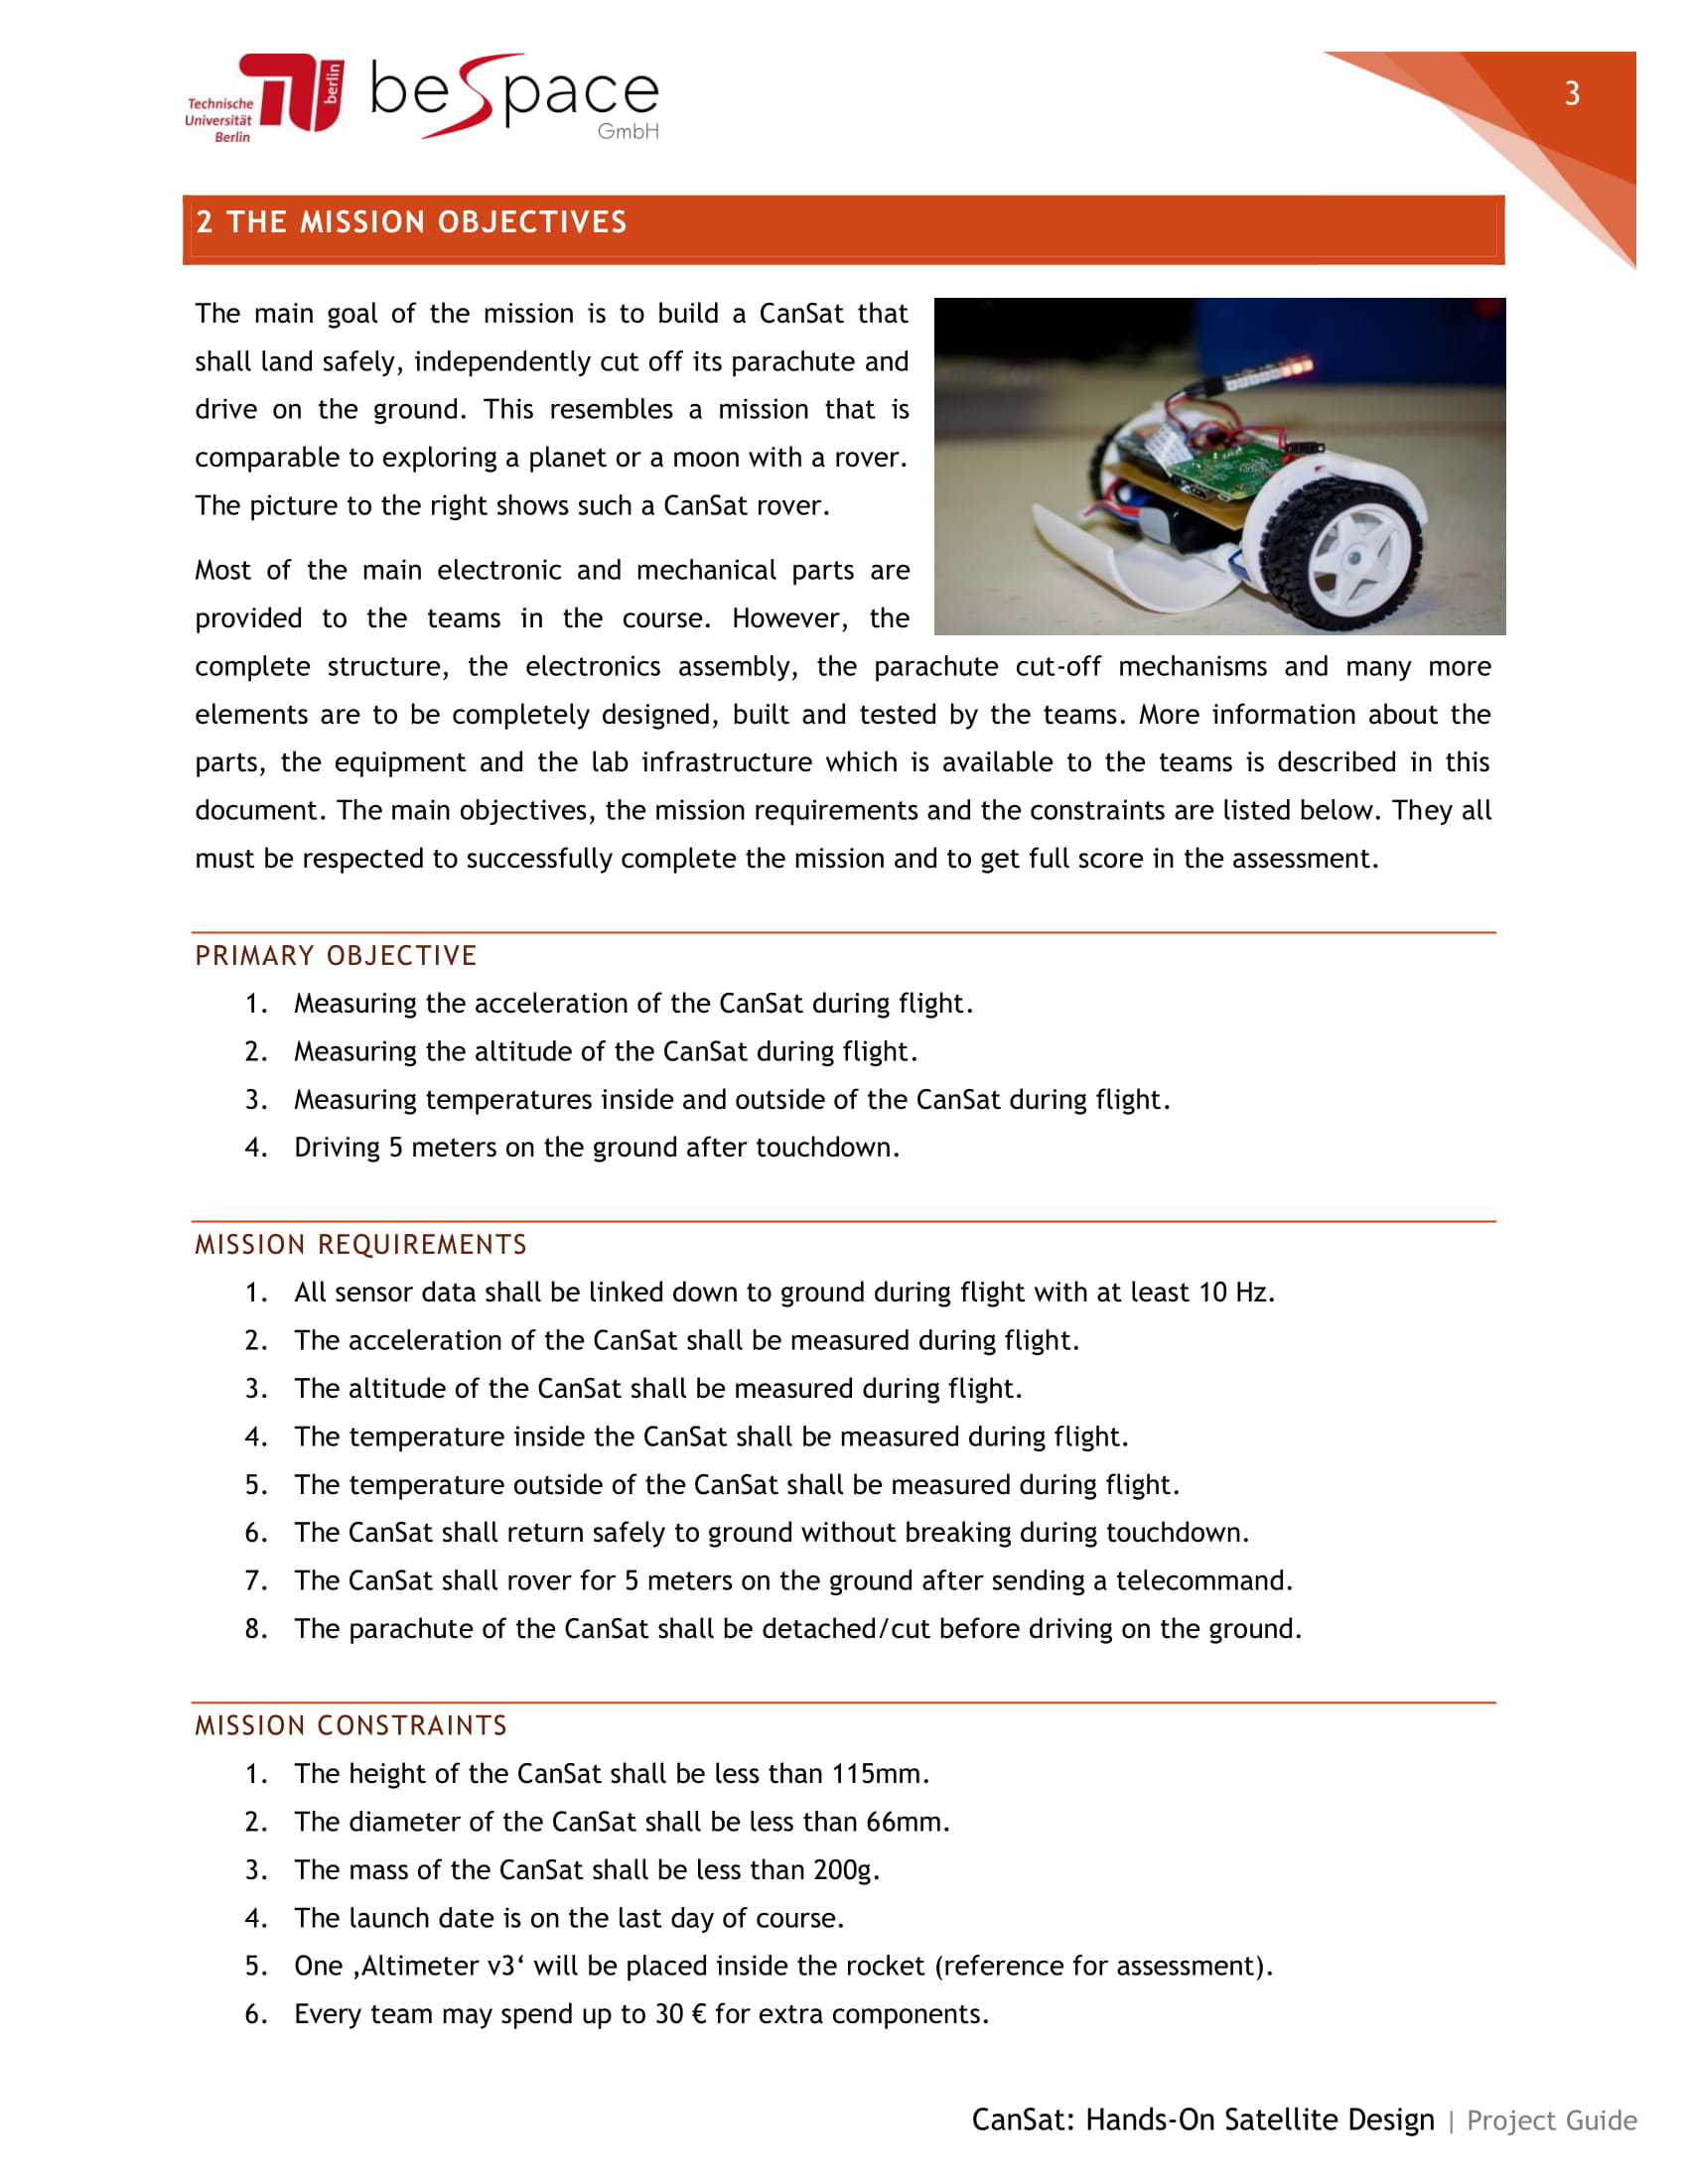 Technische
Universität
Berlin
berlin
beSpace
GmbH
3
2 THE MISSION OBJECTIVES
The main goal of the mission is to build a CanSat that
shall land safely, independently cut off its parachute and
drive on the ground. This resembles a mission that is
comparable to exploring a planet or a moon with a rover.
The picture to the right shows such a CanSat rover.
Most of the main electronic and mechanical parts are
provided to the teams in the course. However, the
complete structure, the electronics assembly, the parachute cut-off mechanisms and many more
elements are to be completely designed, built and tested by the teams. More information about the
parts, the equipment and the lab infrastructure which is available to the teams is described in this
document. The main objectives, the mission requirements and the constraints are listed below. They all
must be respected to successfully complete the mission and to get full score in the assessment.
PRIMARY OBJECTIVE
1. Measuring the acceleration of the CanSat during flight.
2. Measuring the altitude of the CanSat during flight.
3. Measuring temperatures inside and outside of the CanSat during flight.
4. Driving 5 meters on the ground after touchdown.
MISSION REQUIREMENTS
1. All sensor data shall be linked down to ground during flight with at least 10 Hz.
2. The acceleration of the CanSat shall be measured during flight.
3. The altitude of the CanSat shall be measured during flight.
4. The temperature inside the CanSat shall be measured during flight.
5. The temperature outside of the CanSat shall be measured during flight.
6. The CanSat shall return safely to ground without breaking during touchdown.
7. The CanSat shall rover for 5 meters on the ground after sending a telecommand.
8. The parachute of the CanSat shall be detached/cut before driving on the ground.
MISSION CONSTRAINTS
1. The height of the CanSat shall be less than 115mm.
2. The diameter of the CanSat shall be less than 66mm.
3. The mass of the CanSat shall be less than 200g.
4. The launch date is on the last day of course.
5. One ‚Altimeter v3‘ will be placed inside the rocket (reference for assessment).
6. Every team may spend up to 30 € for extra components.
CanSat: Hands-On Satellite Design | Project Guide